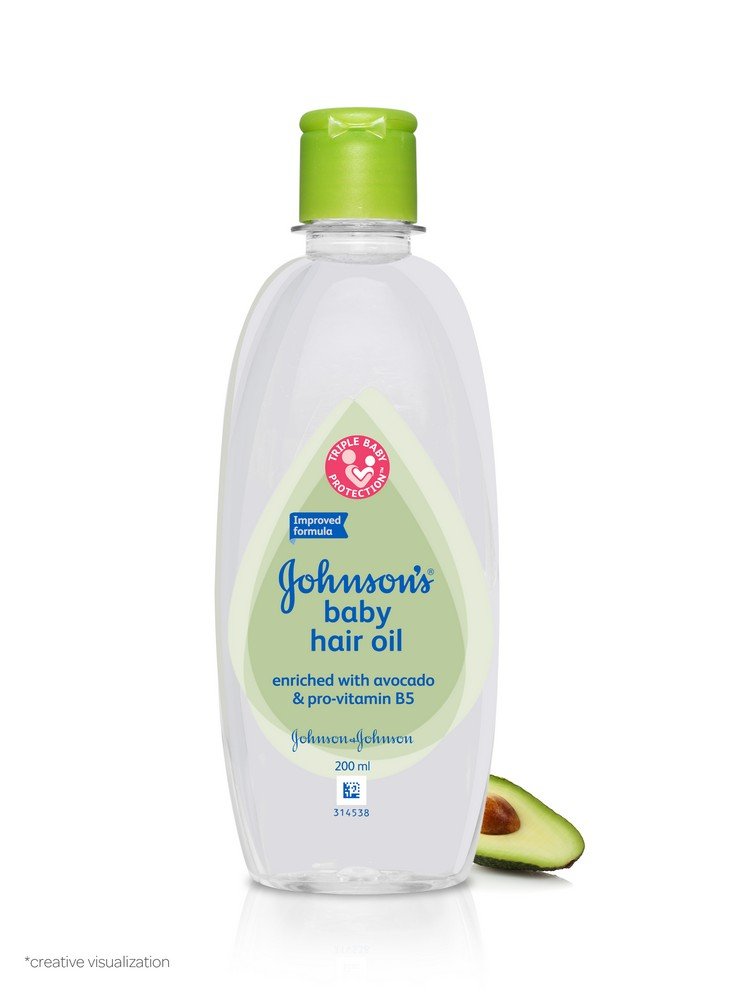 TRIPLE BABY
PROTECTION™
Improved
formula
Johnson's®
baby
hair oil
enriched with avocado
& pro-vitamin B5
Johnson & Johnson
200 ml
314538
*creative visualization